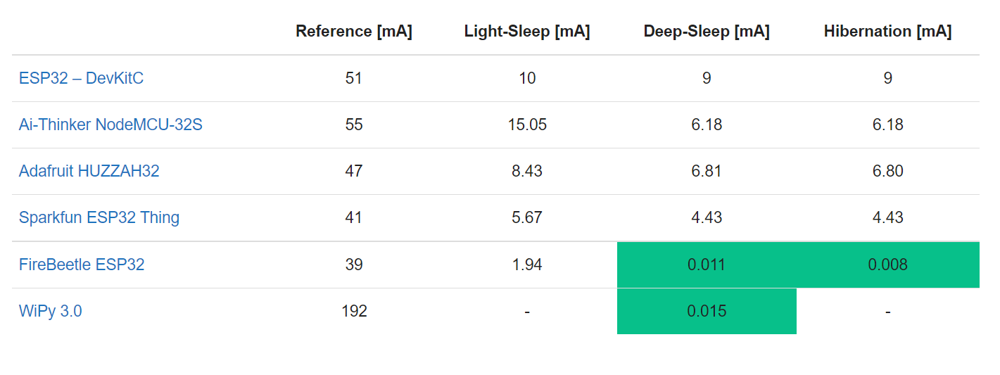 Reference [mA] Light-Sleep [mA] Deep-Sleep [mA] Hibernation [mA]
ESP32 – DevKitC 51 10 9 9
Ai-Thinker NodeMCU-32S 55 15.05 6.18 6.18
Adafruit HUZZAH32 47 8.43 6.81 6.80
Sparkfun ESP32 Thing 41 5.67 4.43 4.43
FireBeetle ESP32 39 1.94 0.011 0.008
WiPy 3.0 192 - 0.015 -